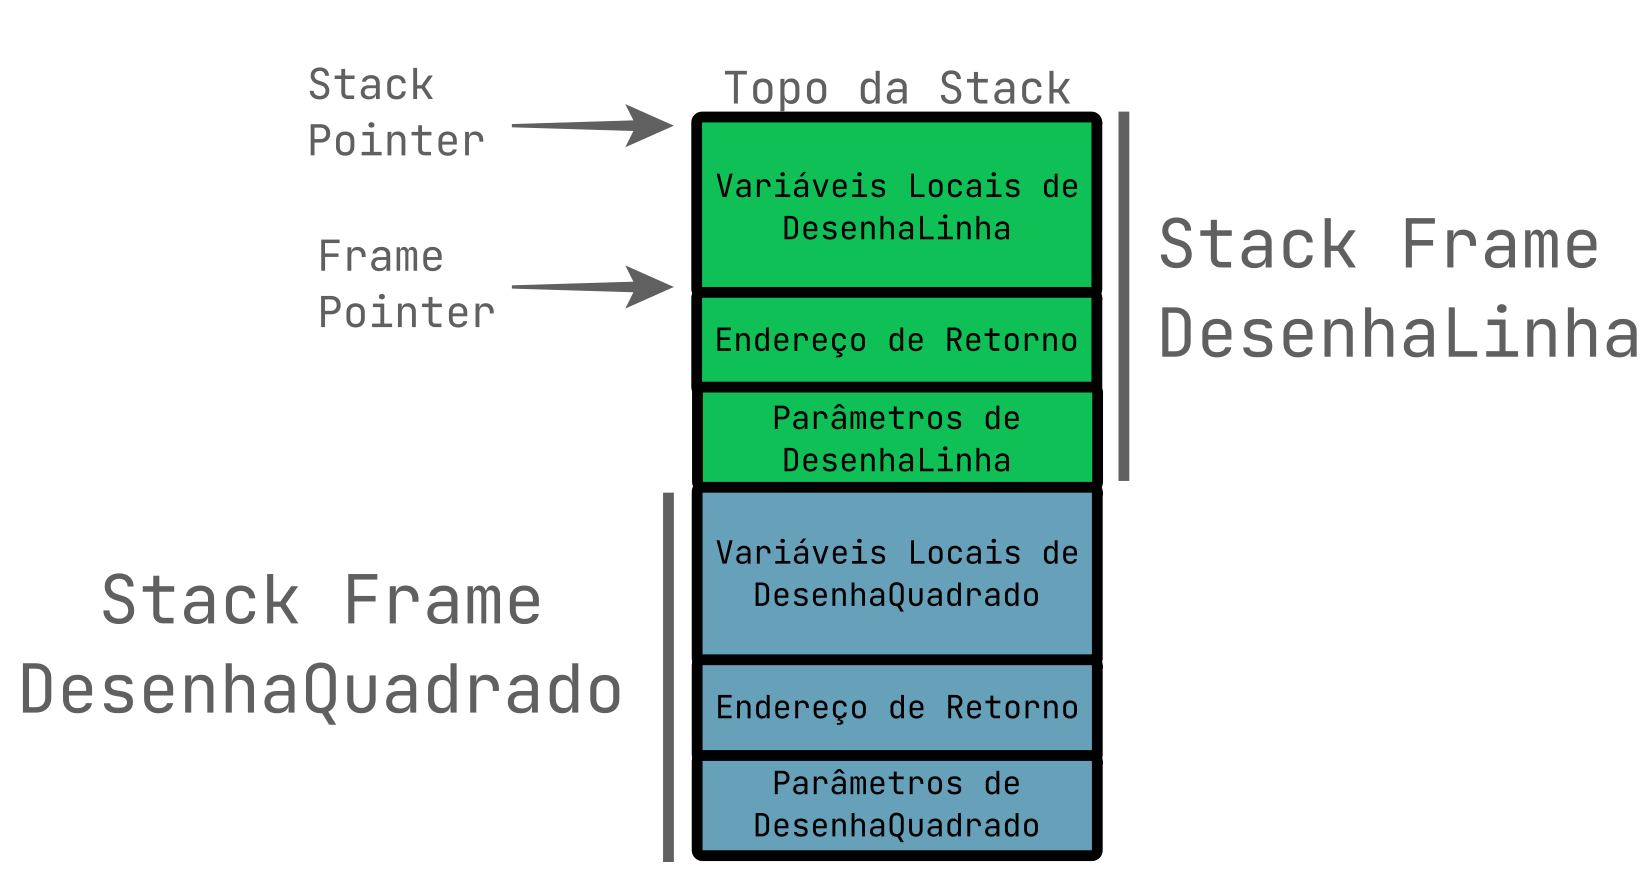 Stack
Pointer
Topo da Stack
Variáveis Locais de
DesenhaLinha
Frame
Pointer
Endereço de Retorno
Parâmetros de
DesenhaLinha
Stack Frame
DesenhaLinha
Variáveis Locais de
DesenhaQuadrado
Endereço de Retorno
Parâmetros de
DesenhaQuadrado
Stack Frame
DesenhaQuadrado